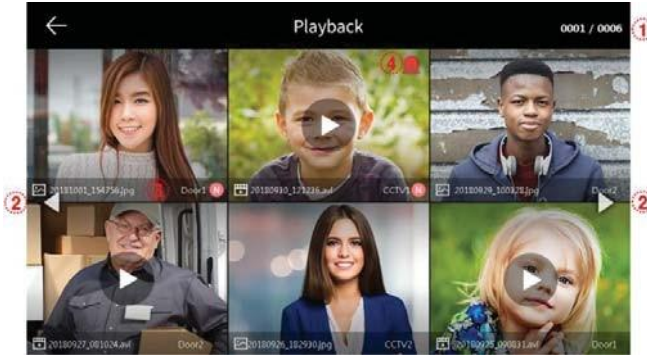 Playback
0001 / 0006
①
④
20181001_154756.jpg Door1 N
20180930_121236.avi CCTV1 N
20180929_100328.jpg Door2
②
②
20180927_081024.avi Door2
20180926_182930.jpg CCTV2
20180925_090831.avi Door1